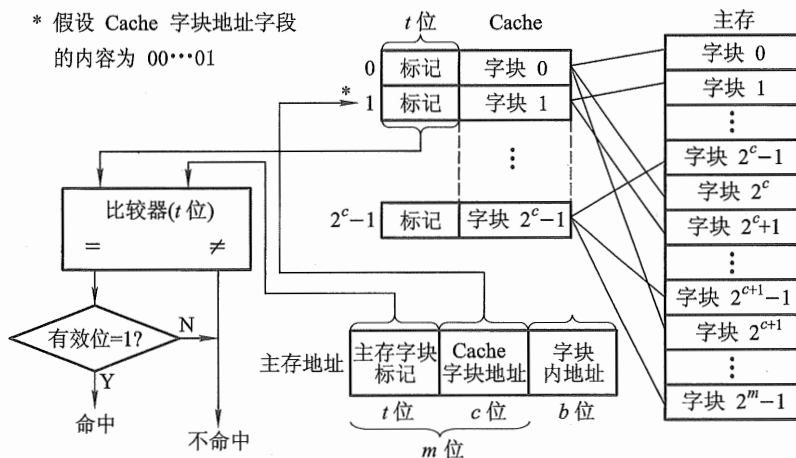 * 假设 Cache 字块地址字段
的内容为 00…01
t位
Cache
主存
0
标记
字块 0
字块 0
*
1
标记
字块 1
字块 1
⋮
⋮
字块 2^c−1
2^c−1
标记
字块 2^c−1
字块 2^c
字块 2^c+1
⋮
字块 2^{c+1}−1
字块 2^{c+1}
⋮
字块 2^m−1
比较器(t 位)
=
≠
有效位=1?
N
Y
命中
不命中
主存地址
主存字块
标记
Cache
字块地址
字块
内地址
t 位
c 位
b 位
m 位